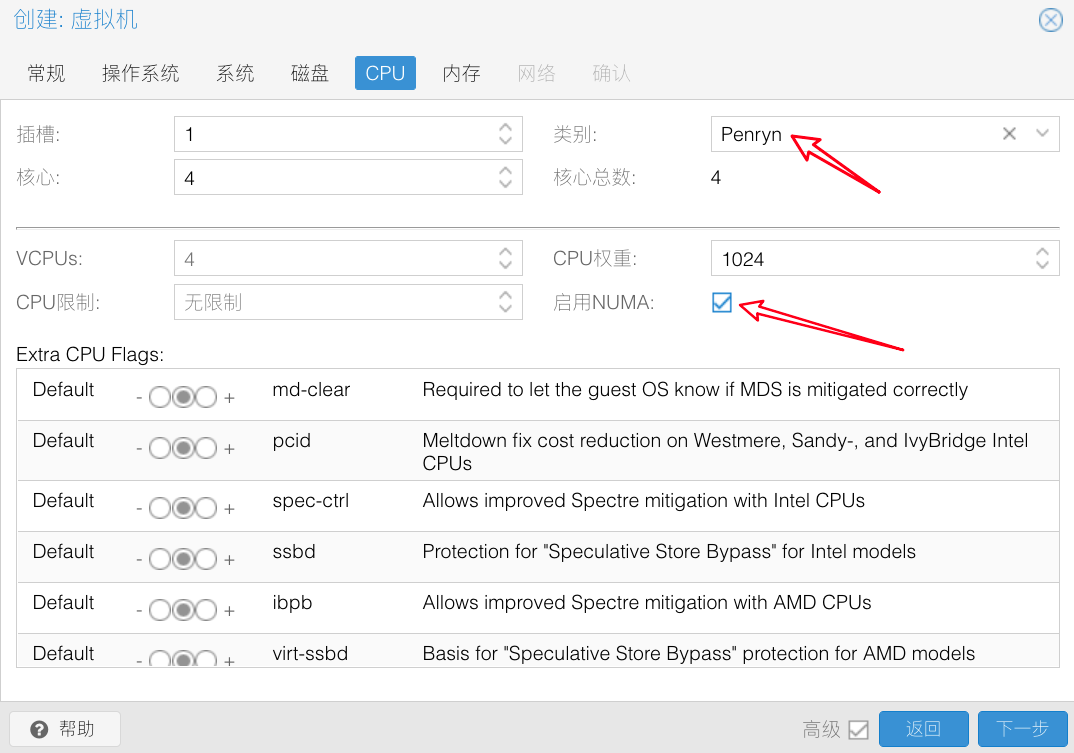 创建: 虚拟机
常规 操作系统 系统 磁盘 CPU 内存 网络 确认
插槽: 1 类别: Penryn
核心: 4 核心总数: 4
VCPUs: 4 CPU权重: 1024
CPU限制: 无限制 启用NUMA:
Extra CPU Flags:
Default - + md-clear Required to let the guest OS know if MDS is mitigated correctly
Default - + pcid Meltdown fix cost reduction on Westmere, Sandy-, and IvyBridge Intel
CPUs
Default - + spec-ctrl Allows improved Spectre mitigation with Intel CPUs
Default - + ssbd Protection for "Speculative Store Bypass" for Intel models
Default - + ibpb Allows improved Spectre mitigation with AMD CPUs
Default - + virt-ssbd Basis for "Speculative Store Bypass" protection for AMD models
帮助 高级 返回 下一步